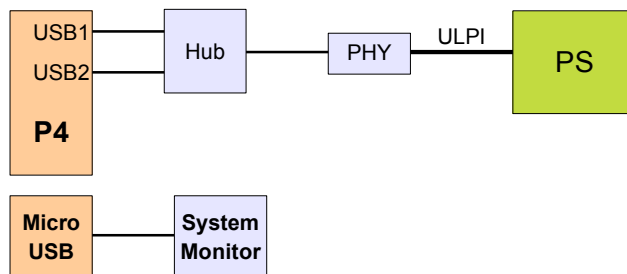 USB1
USB2
P4
Hub
PHY
ULPI
PS
Micro
USB
System
Monitor